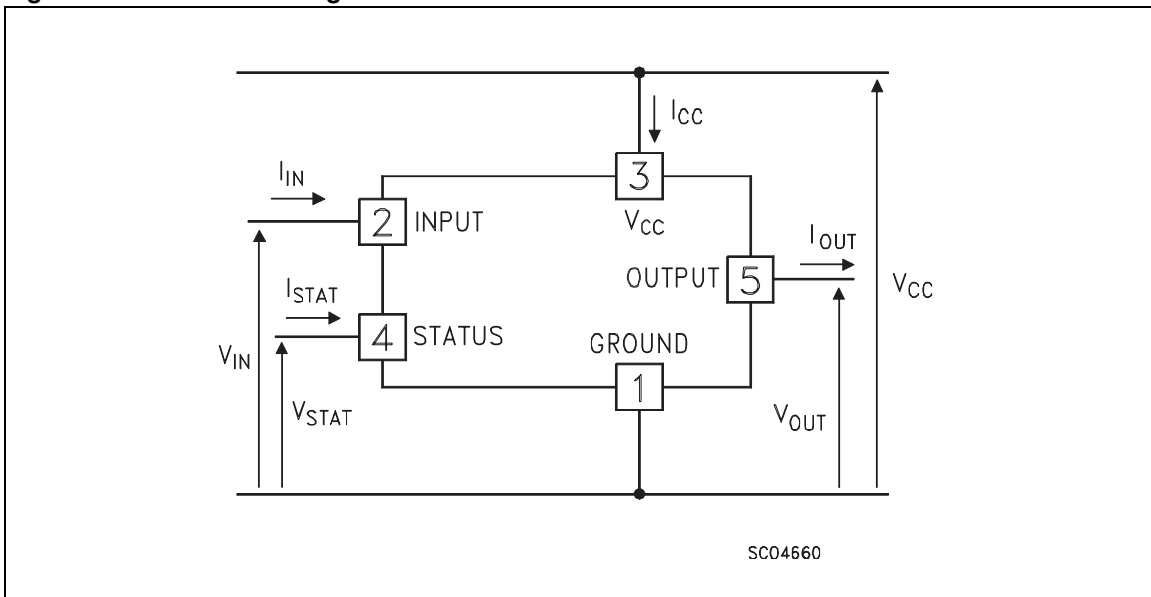 I_CC
3
V_CC
I_IN
2 INPUT
I_OUT
OUTPUT 5
V_CC
I_STAT
4 STATUS
GROUND
1
V_IN
V_STAT
V_OUT
SC04660